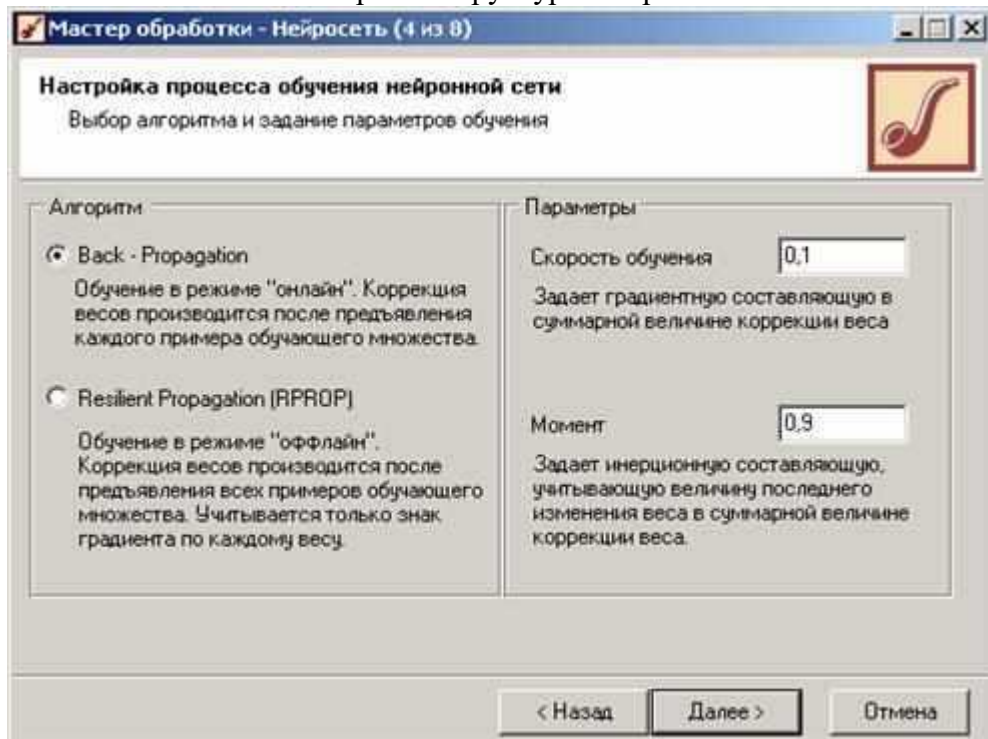 Мастер обработки - Нейросеть (4 из 8)
Настройка процесса обучения нейронной сети
Выбор алгоритма и задание параметров обучения
Алгоритм
Back - Propagation
Обучение в режиме "онлайн". Коррекция
весов производится после предъявления
каждого примера обучающего множества.
Resilient Propagation (RPROP)
Обучение в режиме "оффлайн".
Коррекция весов производится после
предъявления всех примеров обучающего
множества. Учитывается только знак
градиента по каждому весу.
Параметры
Скорость обучения 0,1
Задает градиентную составляющую в
суммарной величине коррекции веса
Момент 0,9
Задает инерционную составляющую,
учитывающую величину последнего
изменения веса в суммарной величине
коррекции веса.
< Назад Далее > Отмена